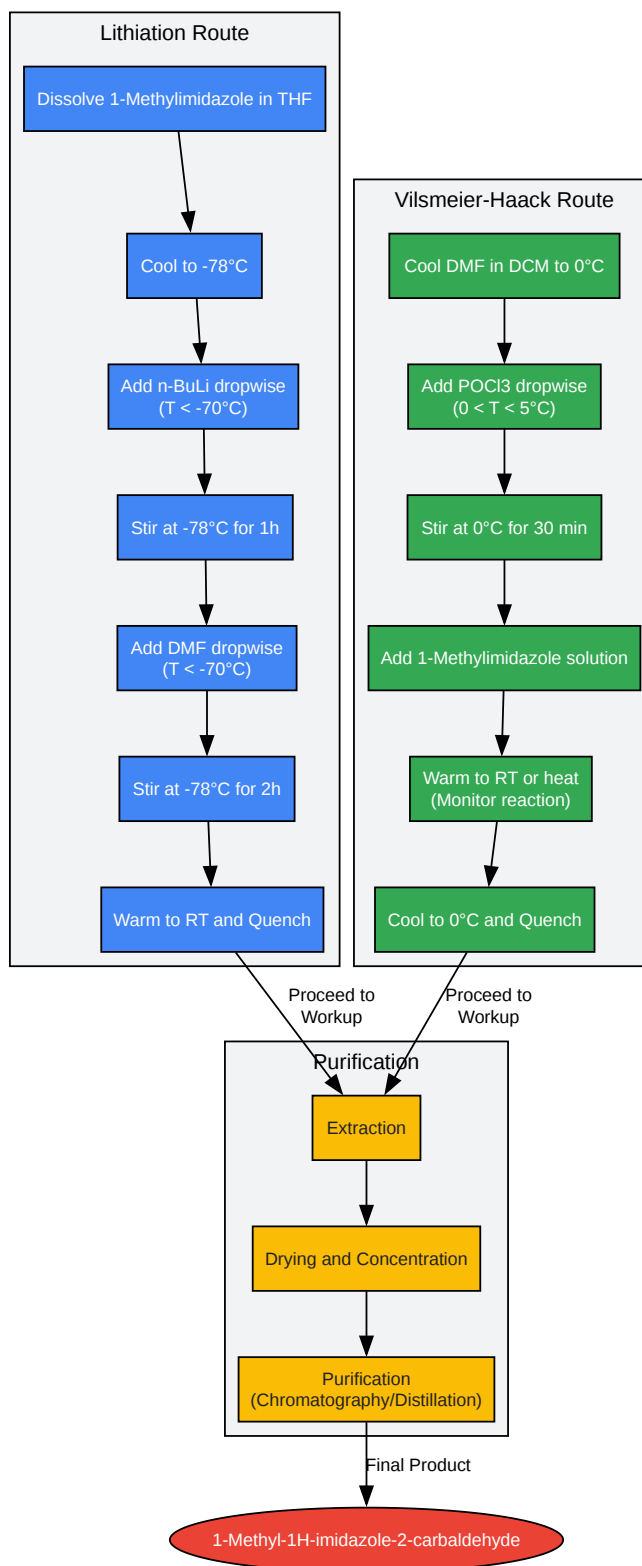 Lithiation Route
Dissolve 1-Methylimidazole in THF
Cool to -78°C
Add n-BuLi dropwise
(T < -70°C)
Stir at -78°C for 1h
Add DMF dropwise
(T < -70°C)
Stir at -78°C for 2h
Warm to RT and Quench
Vilsmeier-Haack Route
Cool DMF in DCM to 0°C
Add POCl3 dropwise
(0 < T < 5°C)
Stir at 0°C for 30 min
Add 1-Methylimidazole solution
Warm to RT or heat
(Monitor reaction)
Cool to 0°C and Quench
Proceed to
Workup
Proceed to
Workup
Purification
Extraction
Drying and Concentration
Purification
(Chromatography/Distillation)
Final Product
1-Methyl-1H-imidazole-2-carbaldehyde